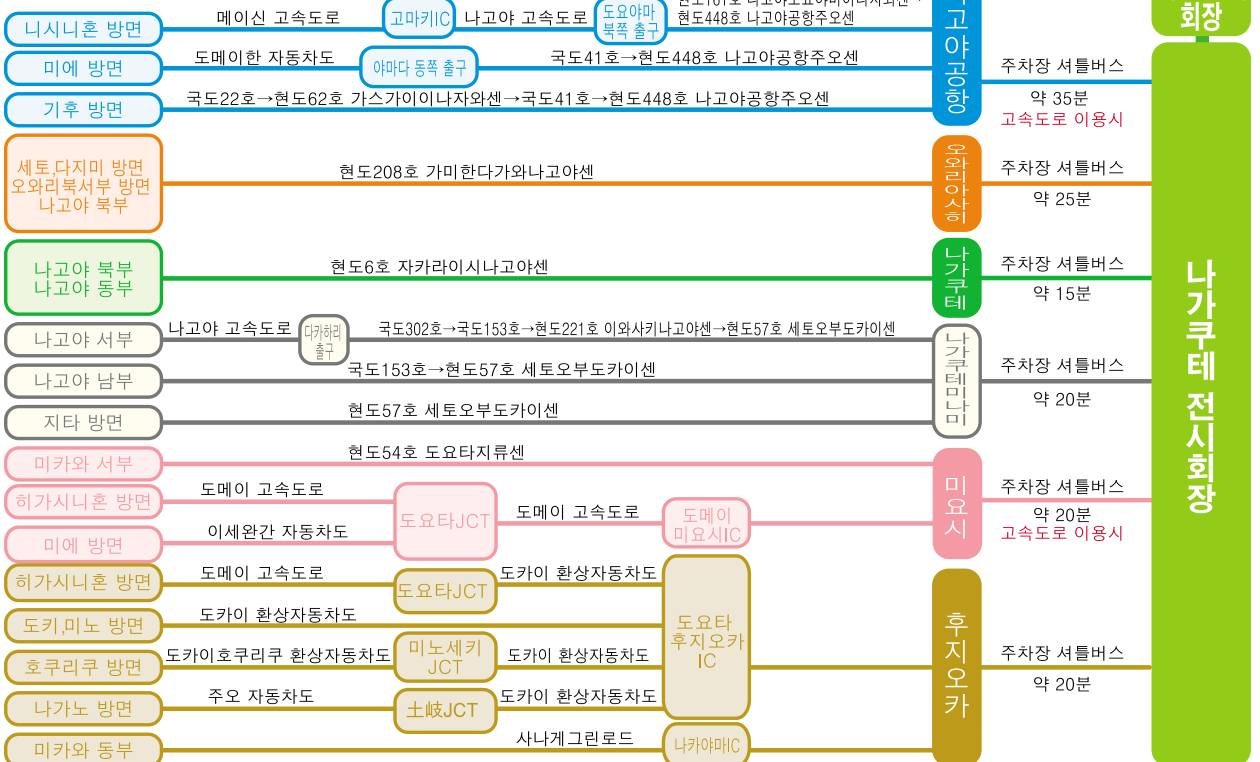 회장
니시니혼 방면
메이신 고속도로
고마키IC
나고야 고속도로
도요야마
북쪽 출구
현도448호 나고야공항주오센
미에 방면
도메이한 자동차도
야마다 동쪽 출구
국도41호→현도448호 나고야공항주오센
기후 방면
국도22호→현도62호 가스가이이나자와센→국도41호→현도448호 나고야공항주오센
고야공항
주차장 셔틀버스
약 35분
고속도로 이용시
세토,다지미 방면
오와리북서부 방면
나고야 북부
현도208호 가미한다가와나고야센
오와리아사히
주차장 셔틀버스
약 25분
나고야 북부
나고야 동부
현도6호 자카라이시나고야센
나가쿠테
주차장 셔틀버스
약 15분
나고야 서부
나고야 고속도로
다카하리
출구
국도302호→국도153호→현도221호 이와사키나고야센→현도57호 세토오부도카이센
나고야 남부
국도153호→현도57호 세토오부도카이센
지타 방면
현도57호 세토오부도카이센
나가쿠테미나미
주차장 셔틀버스
약 20분
미카와 서부
현도54호 도요타지류센
히가시니혼 방면
도메이 고속도로
미에 방면
이세완간 자동차도
도요타JCT
도메이 고속도로
도메이
미요시IC
미요시
주차장 셔틀버스
약 20분
고속도로 이용시
히가시니혼 방면
도메이 고속도로
도요타JCT
도카이 환상자동차도
도키,미노 방면
도카이 환상자동차도
호쿠리쿠 방면
도카이호쿠리쿠 환상자동차도
미노세키
JCT
도카이 환상자동차도
나가노 방면
주오 자동차도
土岐JCT
도카이 환상자동차도
도요타
후지오카
IC
미카와 동부
사나게그린로드
나카야마IC
후지오카
주차장 셔틀버스
약 20분
나가쿠테 전시회장